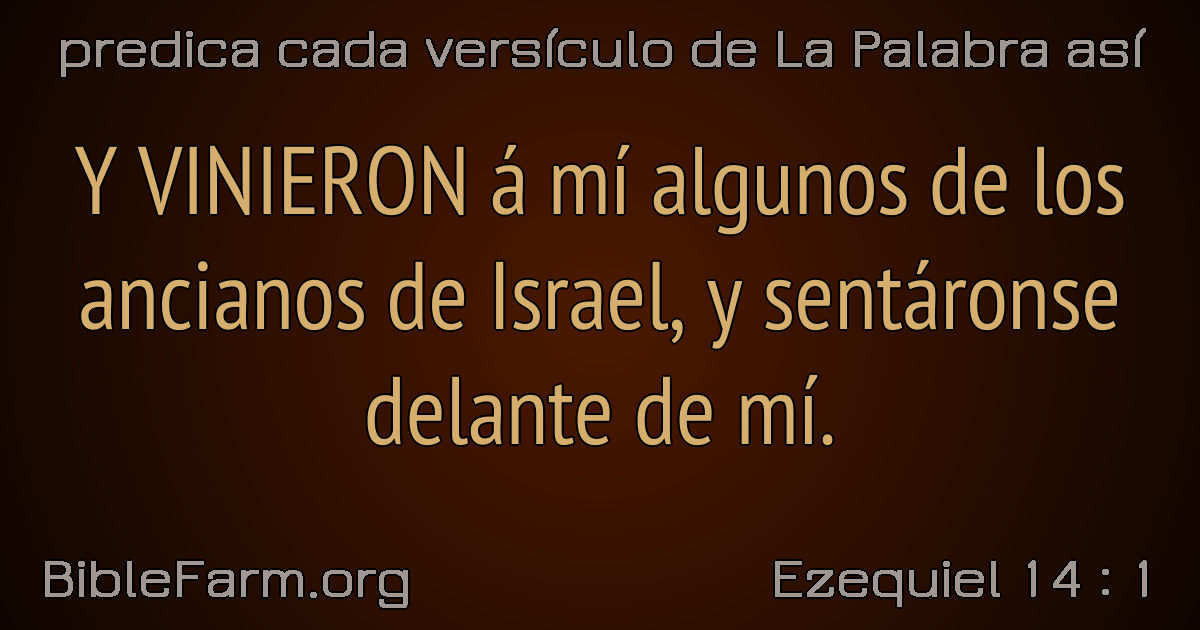 predica cada versículo de La Palabra así
Y VINIERON á mí algunos de los
ancianos de Israel, y sentáronse
delante de mí.
BibleFarm.org
Ezequiel 14 : 1